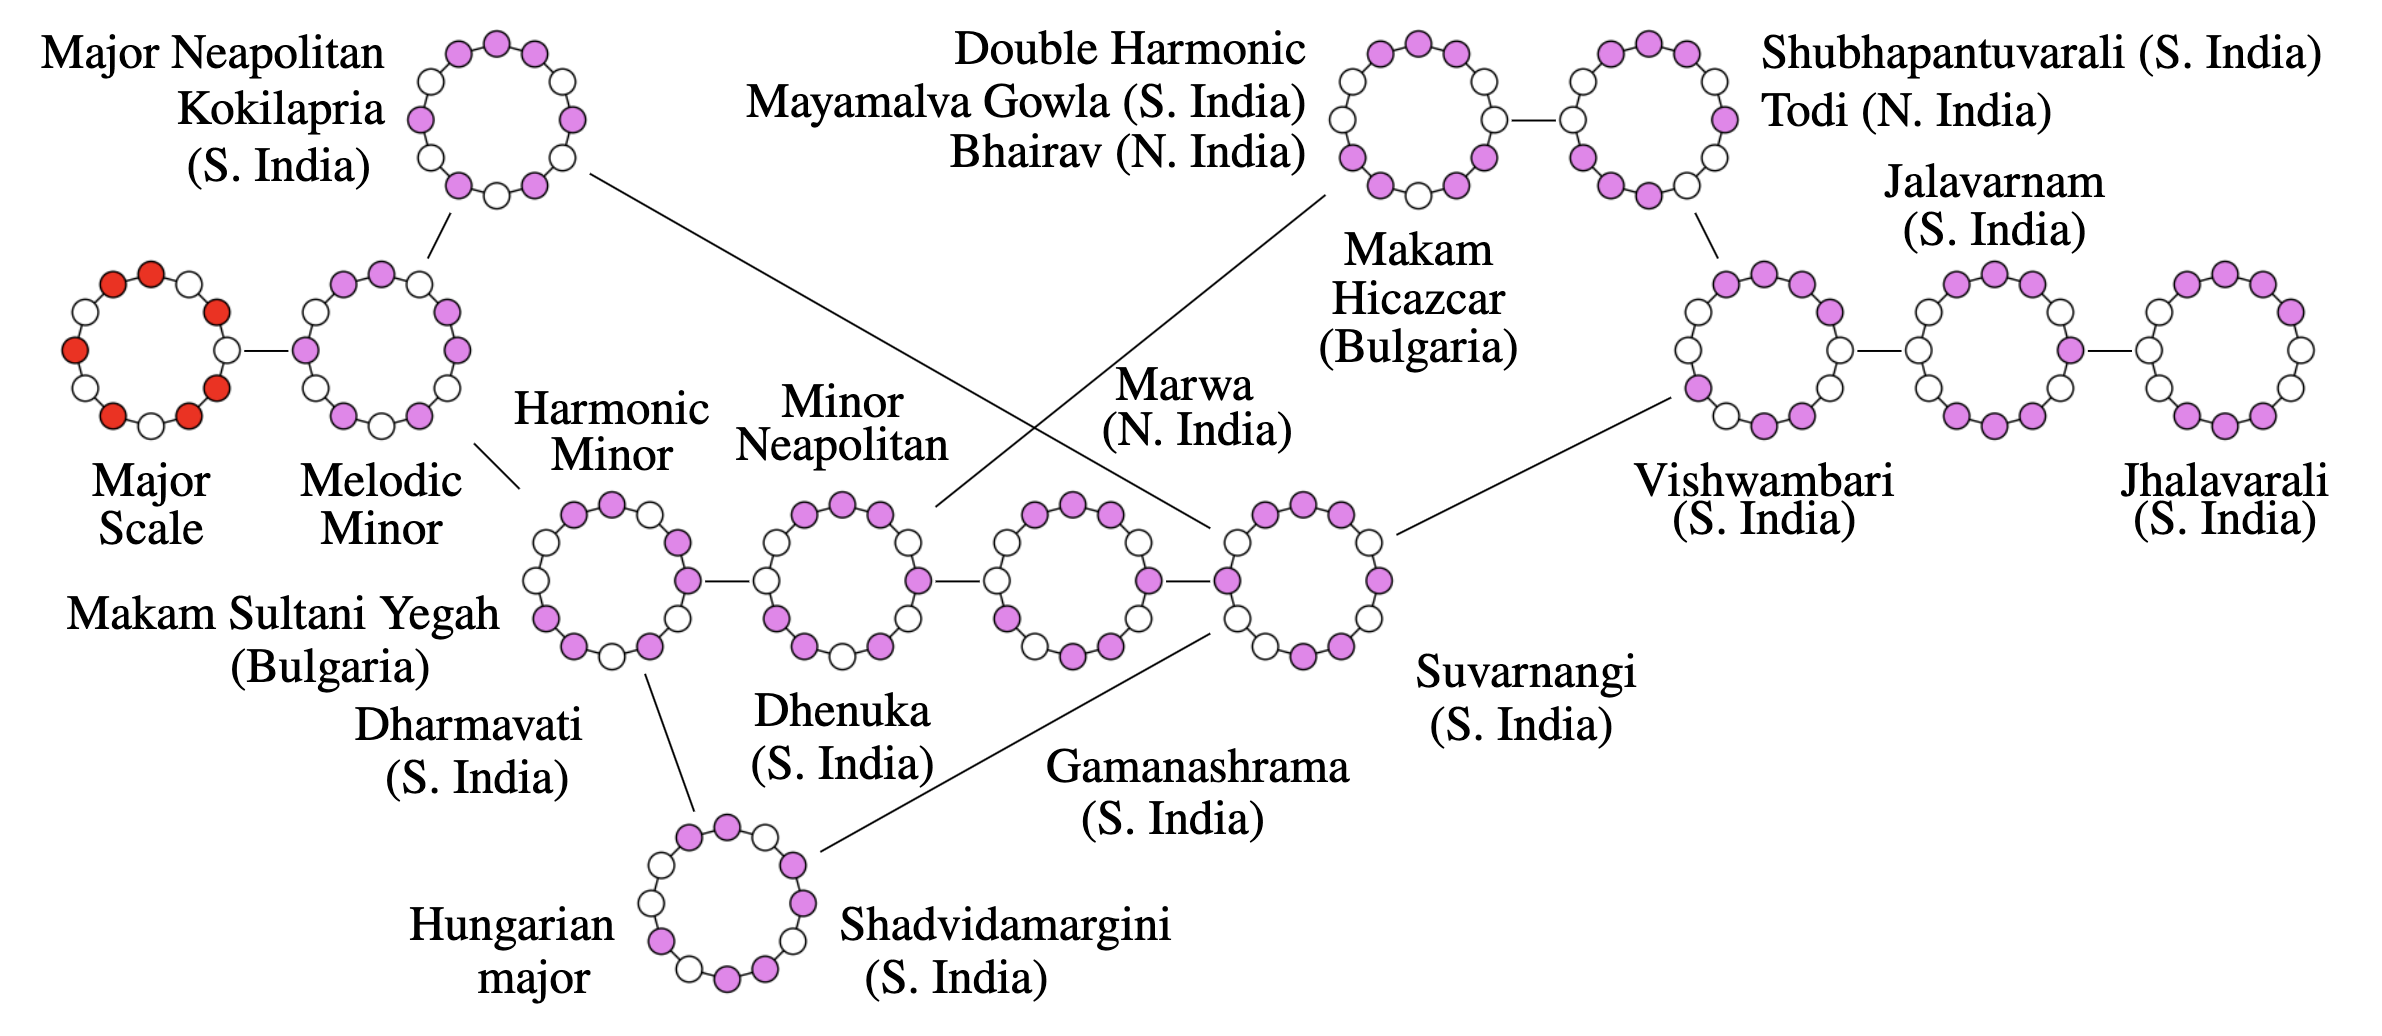 Major Neapolitan
Kokilapria
(S. India)
Double Harmonic
Mayamalva Gowla (S. India)
Bhairav (N. India)
Makam
Hicazcar
(Bulgaria)
Shubhapantuvarali (S. India)
Todi (N. India)
Jalavarnam
(S. India)
Major
Scale
Melodic
Minor
Harmonic
Minor
Minor
Neapolitan
Marwa
(N. India)
Vishwambari
(S. India)
Jhalavarali
(S. India)
Makam Sultani Yegah
(Bulgaria)
Dharmavati
(S. India)
Dhenuka
(S. India)
Gamanashrama
(S. India)
Suvarnangi
(S. India)
Hungarian
major
Shadvidamargini
(S. India)